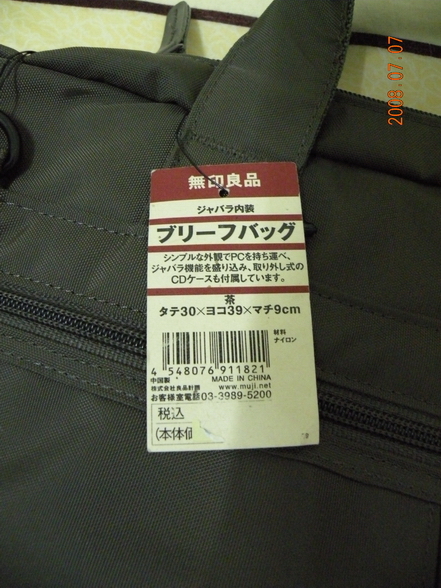 2008.07.07
無印良品
ジャバラ内装
ブリーフバッグ
シンプルな外観でPCを持ち運べ、
ジャバラ機能を盛り込み、取り外し式の
CDケースも付属しています。
茶
タテ30×ヨコ39×マチ9cm
材料
ナイロン
4 548076 911821
中国製 MADE IN CHINA
株式会社良品計画 www.muji.net
お客様室電話03-3989-5200
税込
(本体価